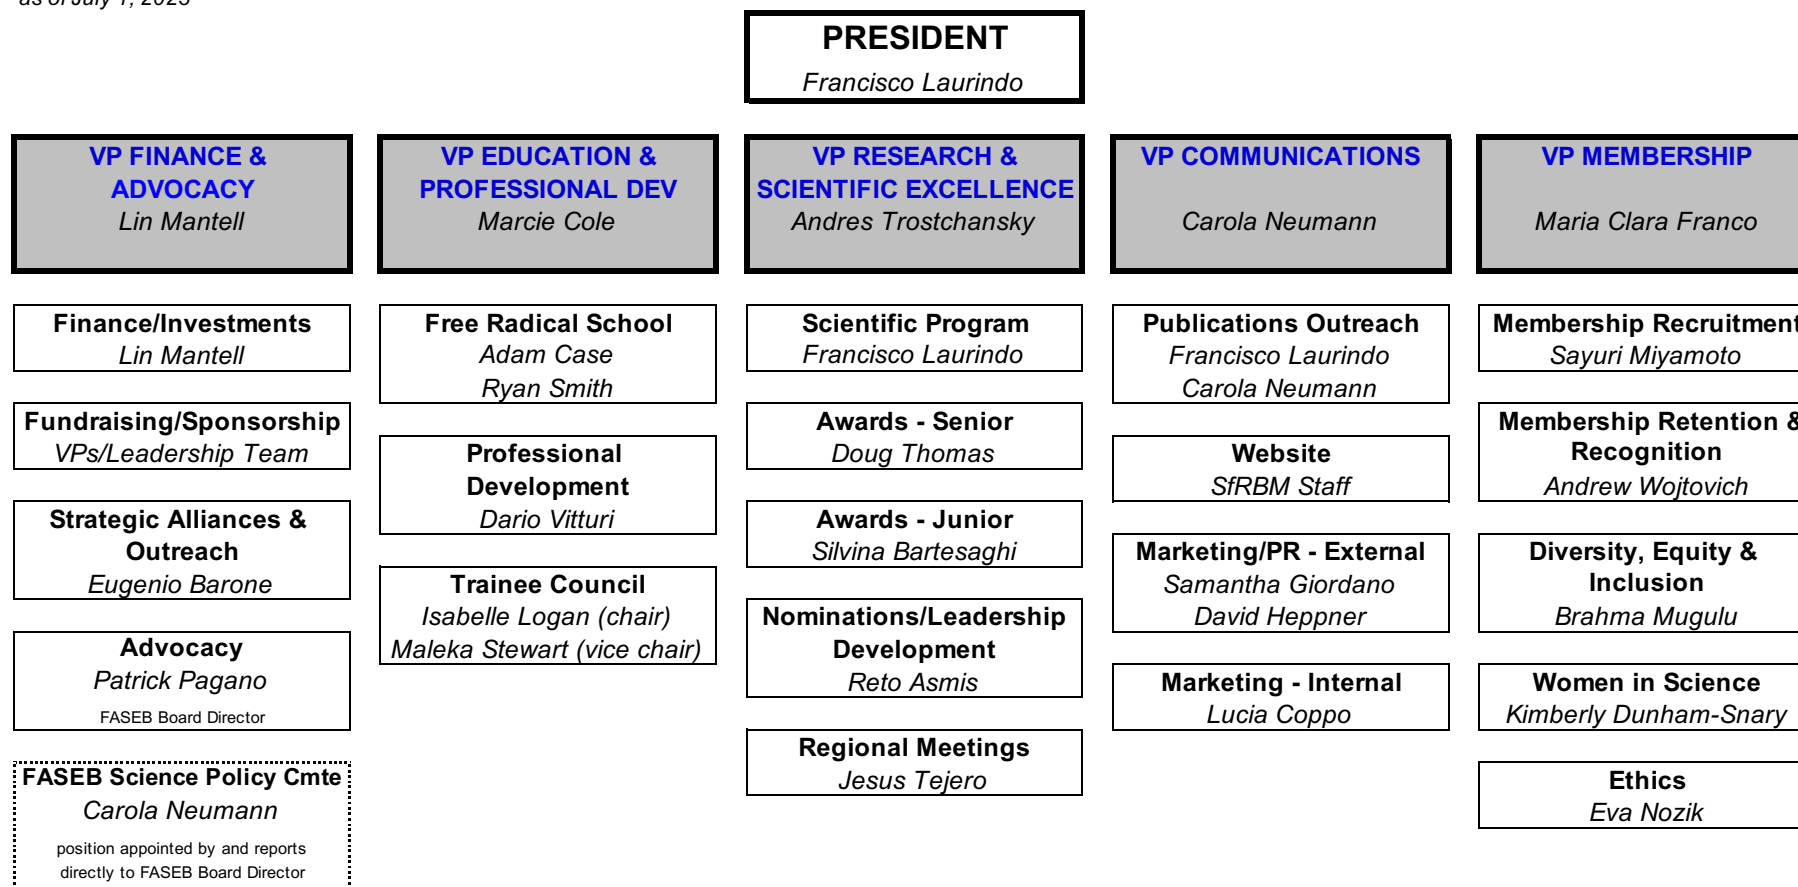 as of July 1, 2023
PRESIDENT
Francisco Laurindo
VP FINANCE &
ADVOCACY
Lin Mantell
VP EDUCATION &
PROFESSIONAL DEV
Marcie Cole
VP RESEARCH &
SCIENTIFIC EXCELLENCE
Andres Trostchansky
VP COMMUNICATIONS
Carola Neumann
VP MEMBERSHIP
Maria Clara Franco
Finance/Investments
Lin Mantell
Fundraising/Sponsorship
VPs/Leadership Team
Strategic Alliances &
Outreach
Eugenio Barone
Advocacy
Patrick Pagano
FASEB Board Director
FASEB Science Policy Cmte
Carola Neumann
position appointed by and reports
directly to FASEB Board Director
Free Radical School
Adam Case
Ryan Smith
Professional
Development
Dario Vitturi
Trainee Council
Isabelle Logan (chair)
Maleka Stewart (vice chair)
Scientific Program
Francisco Laurindo
Awards - Senior
Doug Thomas
Awards - Junior
Silvina Bartesaghi
Nominations/Leadership
Development
Reto Asmis
Regional Meetings
Jesus Tejero
Publications Outreach
Francisco Laurindo
Carola Neumann
Website
SfRBM Staff
Marketing/PR - External
Samantha Giordano
David Heppner
Marketing - Internal
Lucia Coppo
Membership Recruitment
Sayuri Miyamoto
Membership Retention &
Recognition
Andrew Wojtovich
Diversity, Equity &
Inclusion
Brahma Mugulu
Women in Science
Kimberly Dunham-Snary
Ethics
Eva Nozik